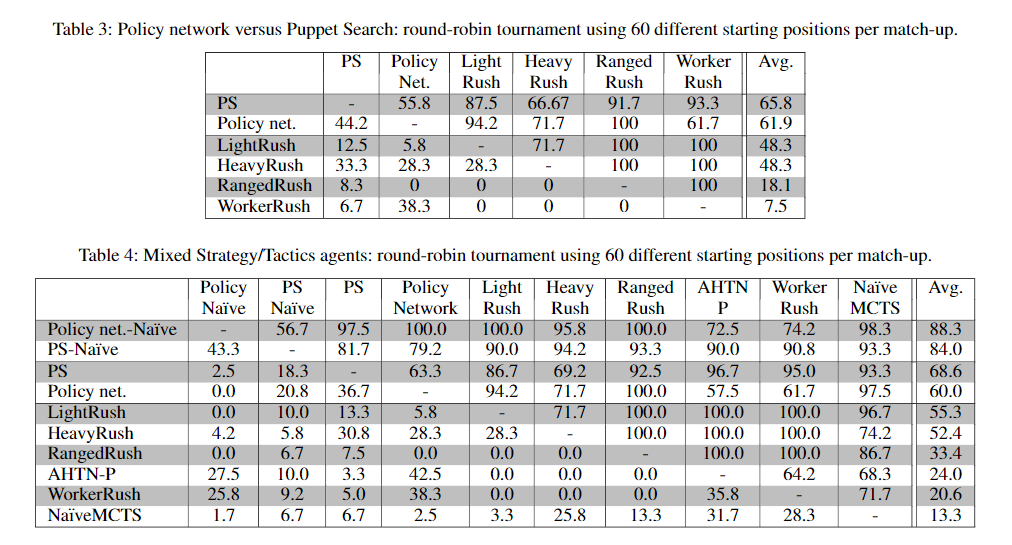 Table 3: Policy network versus Puppet Search: round-robin tournament using 60 different starting positions per match-up.
PS Policy Light Heavy Ranged Worker Avg.
Net. Rush Rush Rush Rush
PS - 55.8 87.5 66.67 91.7 93.3 65.8
Policy net. 44.2 - 94.2 71.7 100 61.7 61.9
LightRush 12.5 5.8 - 71.7 100 100 48.3
HeavyRush 33.3 28.3 28.3 - 100 100 48.3
RangedRush 8.3 0 0 0 - 100 18.1
WorkerRush 6.7 38.3 0 0 0 - 7.5
Table 4: Mixed Strategy/Tactics agents: round-robin tournament using 60 different starting positions per match-up.
Policy PS PS Policy Light Heavy Ranged AHTN Worker Naïve Avg.
Naïve Naïve Network Rush Rush Rush P Rush MCTS
Policy net.-Naïve - 56.7 97.5 100.0 100.0 95.8 100.0 72.5 74.2 98.3 88.3
PS-Naïve 43.3 - 81.7 79.2 90.0 94.2 93.3 90.0 90.8 93.3 84.0
PS 2.5 18.3 - 63.3 86.7 69.2 92.5 96.7 95.0 93.3 68.6
Policy net. 0.0 20.8 36.7 - 94.2 71.7 100.0 57.5 61.7 97.5 60.0
LightRush 0.0 10.0 13.3 5.8 - 71.7 100.0 100.0 100.0 96.7 55.3
HeavyRush 4.2 5.8 30.8 28.3 28.3 - 100.0 100.0 100.0 74.2 52.4
RangedRush 0.0 6.7 7.5 0.0 0.0 0.0 - 100.0 100.0 86.7 33.4
AHTN-P 27.5 10.0 3.3 42.5 0.0 0.0 0.0 - 64.2 68.3 24.0
WorkerRush 25.8 9.2 5.0 38.3 0.0 0.0 0.0 35.8 - 71.7 20.6
NaïveMCTS 1.7 6.7 6.7 2.5 3.3 25.8 13.3 31.7 28.3 - 13.3